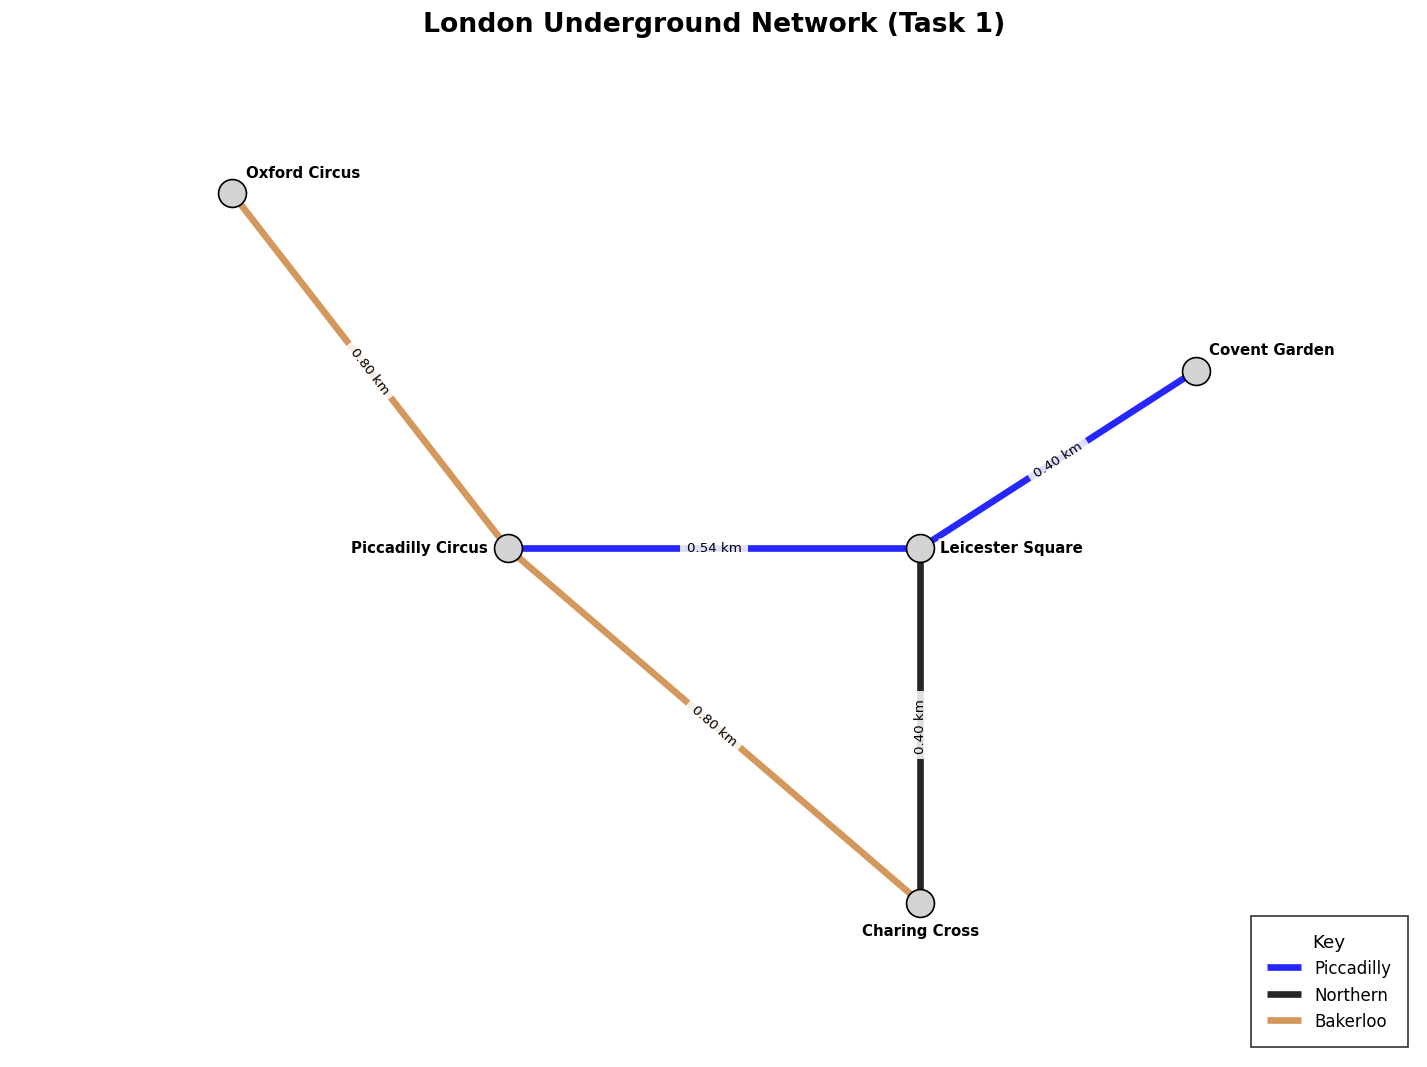 London Underground Network (Task 1)
Oxford Circus
0.80 km
Covent Garden
0.40 km
Piccadilly Circus
0.54 km
Leicester Square
0.80 km
0.40 km
Charing Cross
Key
Piccadilly
Northern
Bakerloo